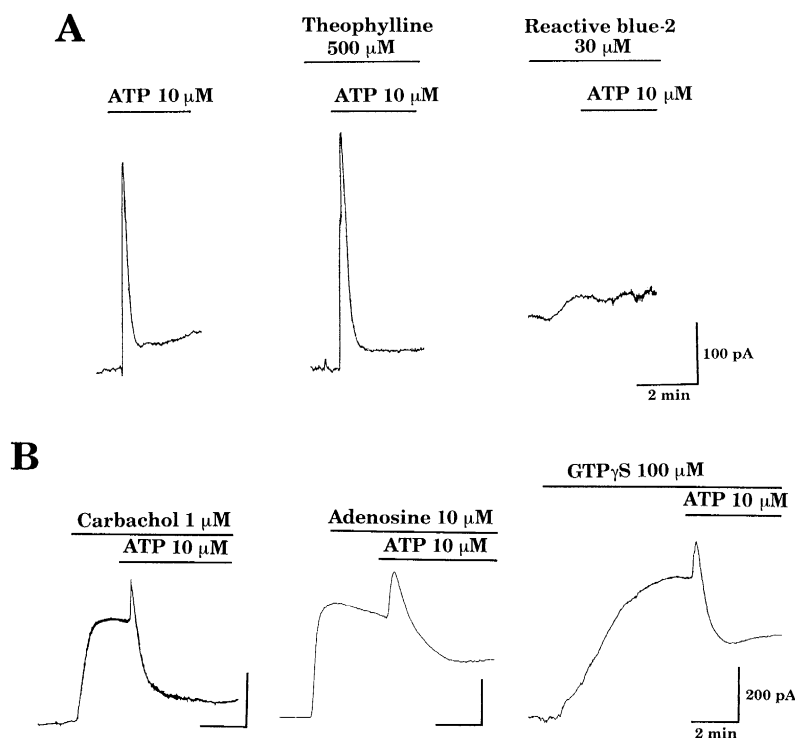 A
Theophylline
500 μM
Reactive blue-2
30 μM
ATP 10 μM
ATP 10 μM
ATP 10 μM
100 pA
2 min
B
GTPγS 100 μM
ATP 10 μM
Carbachol 1 μM
ATP 10 μM
Adenosine 10 μM
ATP 10 μM
200 pA
2 min